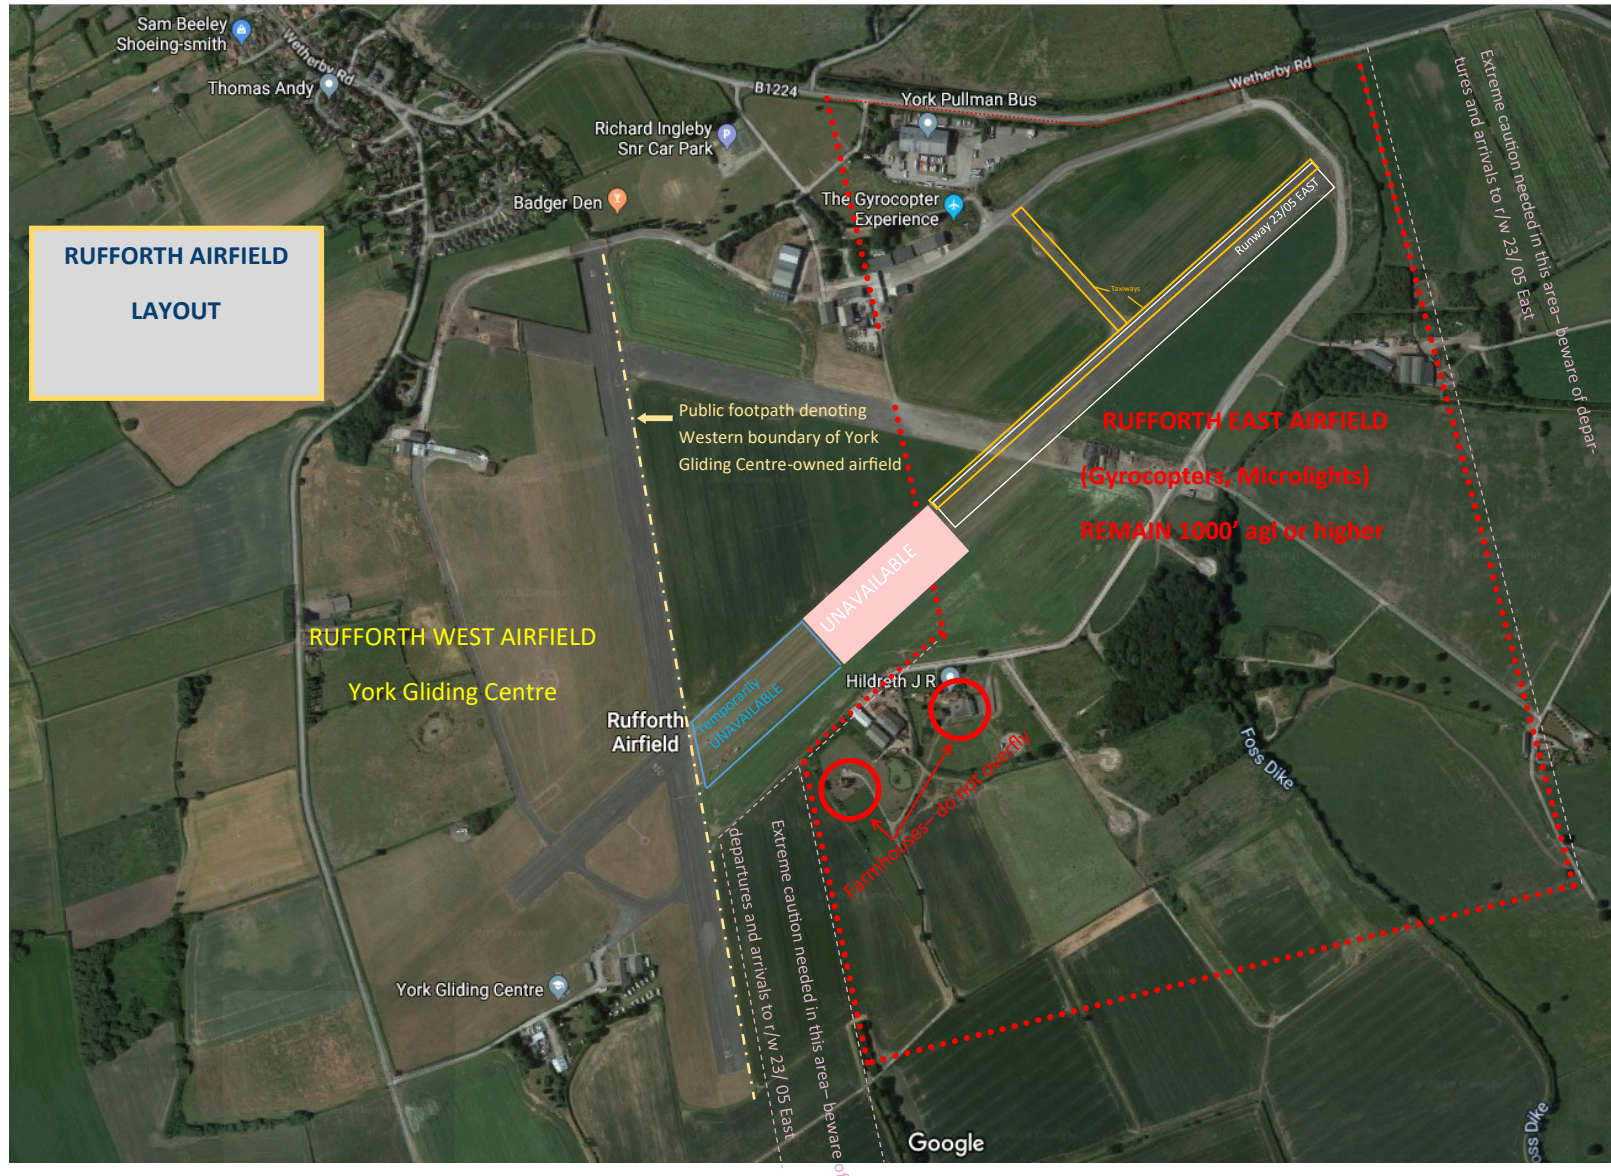 Sam Beeley
Shoeing-smith
Wetherby Rd
Thomas Andy
B1224
Wetherby Rd
York Pullman Bus
Richard Ingleby
Snr Car Park
Badger Den
The Gyrocopter
Experience
RUFFORTH AIRFIELD
LAYOUT
Runway 23/05 EAST
Taxiways
Extreme caution needed in this area– beware of depar-
tures and arrivals to r/w 23/ 05 East
Public footpath denoting
Western boundary of York
Gliding Centre-owned airfield
RUFFORTH EAST AIRFIELD
(Gyrocopters, Microlights)
REMAIN 1000' agl or higher
UNAVAILABLE
RUFFORTH WEST AIRFIELD
York Gliding Centre
Temporarily
UNAVAILABLE
Hildreth J R
Rufforth
Airfield
Farmhouses– do not overfly
Foss Dike
Extreme caution needed in this area– beware of
departures and arrivals to r/w 23/ 05 East
York Gliding Centre
Google
oss Dike